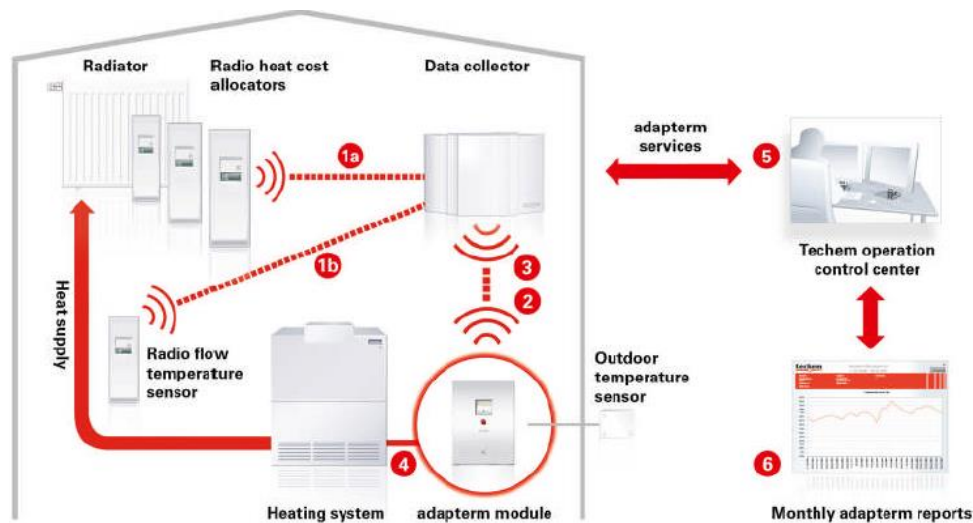 Radiator
Radio heat cost
allocators
Data collector
1a
adapterm
services
5
1b
3
Techem operation
control center
2
Heat supply
Radio flow
temperature
sensor
Outdoor
temperature
sensor
techem
4
6
Heating system
adapterm module
Monthly adapterm reports